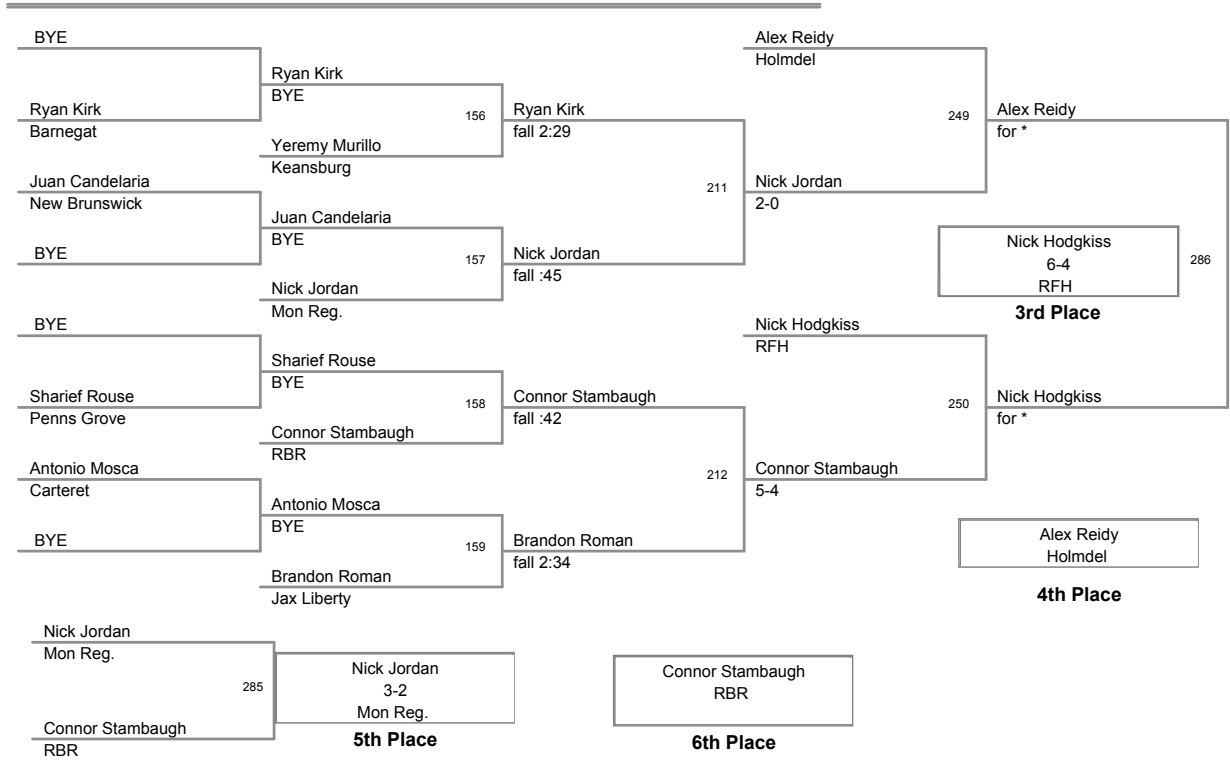 BYE
Ryan Kirk
Barnegat
Juan Candelaria
New Brunswick
BYE
BYE
Sharief Rouse
Penns Grove
Antonio Mosca
Carteret
BYE
Ryan Kirk
BYE
156
Yeremy Murillo
Keansburg
Juan Candelaria
BYE
157
Nick Jordan
Mon Reg.
Sharief Rouse
BYE
158
Connor Stambaugh
RBR
Antonio Mosca
BYE
159
Brandon Roman
Jax Liberty
Ryan Kirk
fall 2:29
211
Nick Jordan
fall :45
Connor Stambaugh
fall :42
212
Brandon Roman
fall 2:34
Alex Reidy
Holmdel
249
Nick Jordan
2-0
Nick Hodgkiss
RFH
250
Connor Stambaugh
5-4
Alex Reidy
for *
286
Nick Hodgkiss
for *
Nick Hodgkiss
6-4
RFH
3rd Place
Alex Reidy
Holmdel
4th Place
Nick Jordan
Mon Reg.
285
Connor Stambaugh
RBR
Nick Jordan
3-2
Mon Reg.
5th Place
Connor Stambaugh
RBR
6th Place